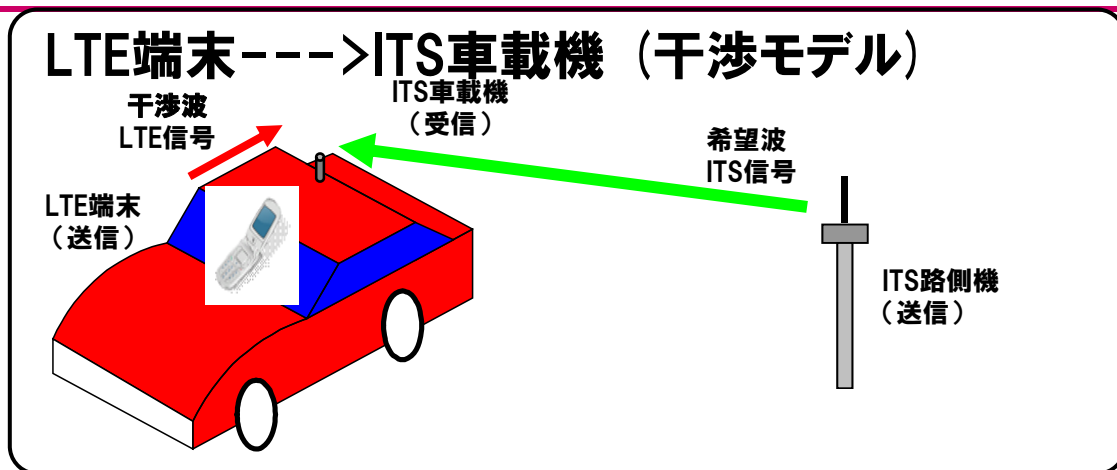 LTE端末--->ITS車載機（干渉モデル）
干渉波
LTE信号
ITS車載機
（受信）
希望波
ITS信号
LTE端末
（送信）
ITS路側機
（送信）